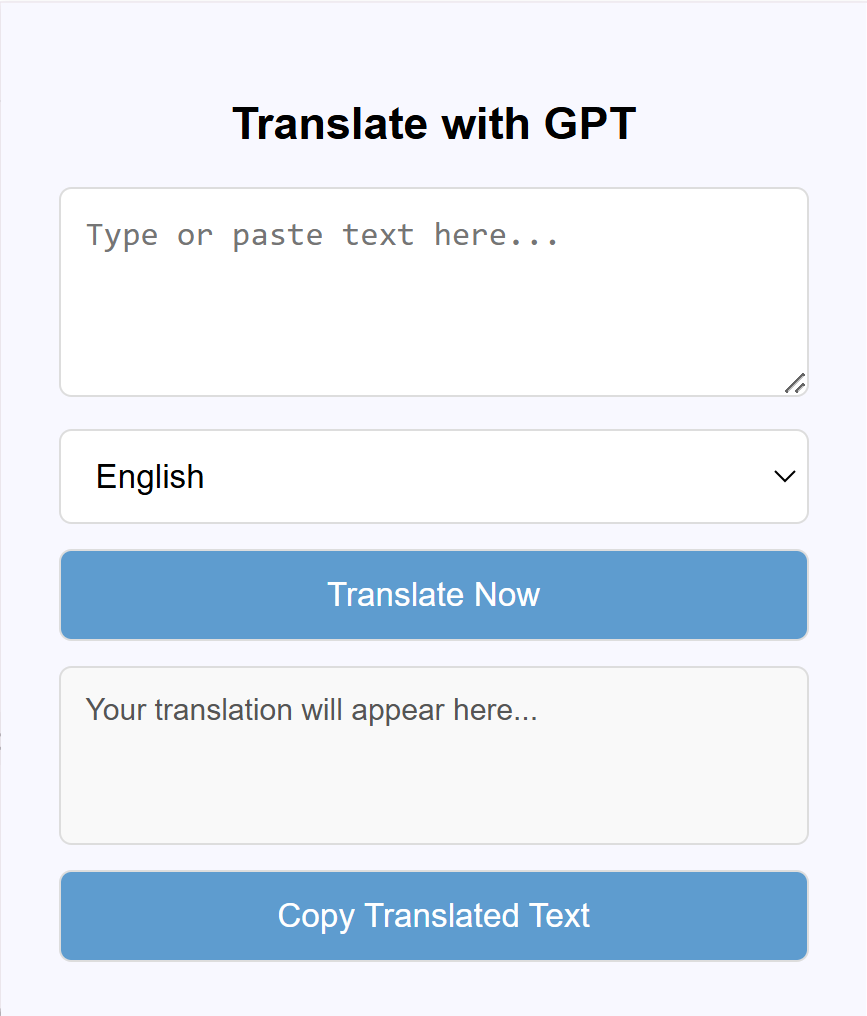 Translate with GPT
Type or paste text here...
English
Translate Now
Your translation will appear here...
Copy Translated Text